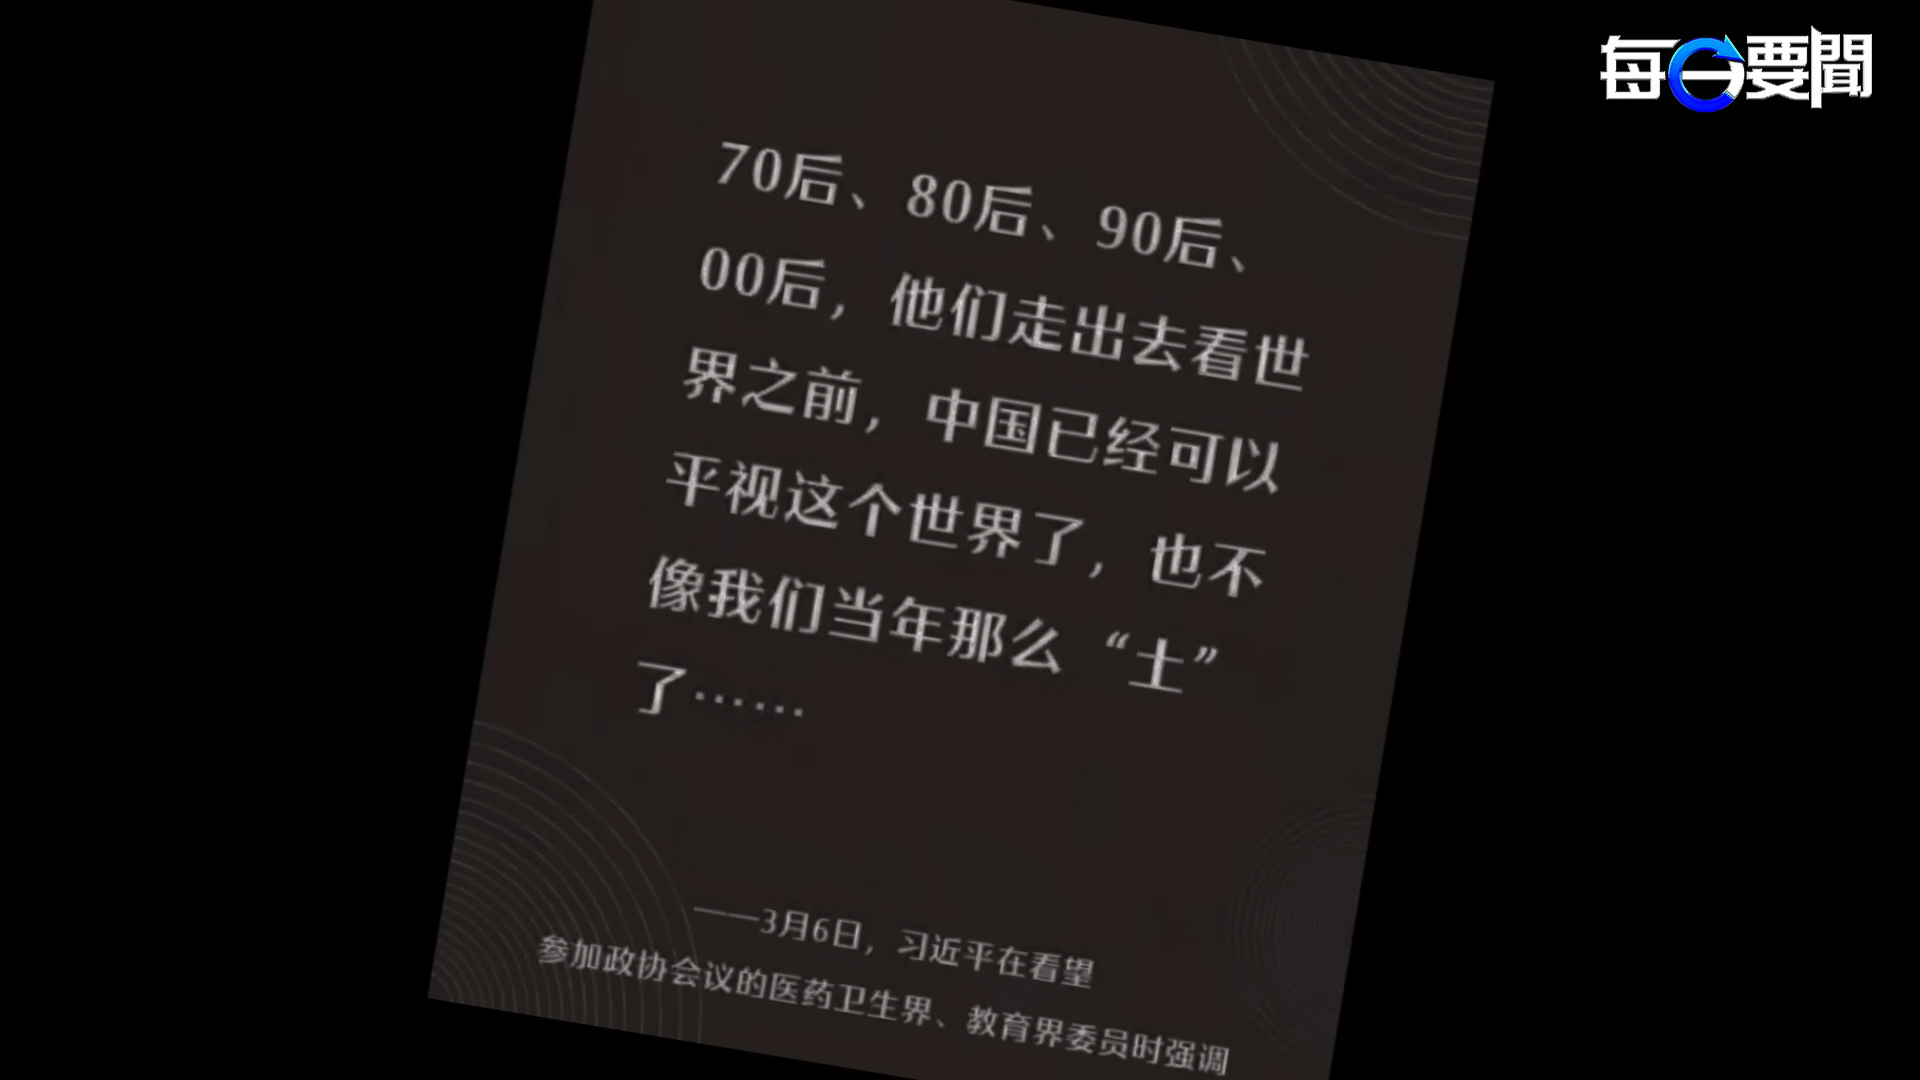 每日要聞
70后、80后、90后、
00后，他们走出去看世
界之前，中国已经可以
平视这个世界了，也不
像我们当年那么“土”
了……
——3月6日，习近平在看望
参加政协会议的医药卫生界、教育界委员时强调